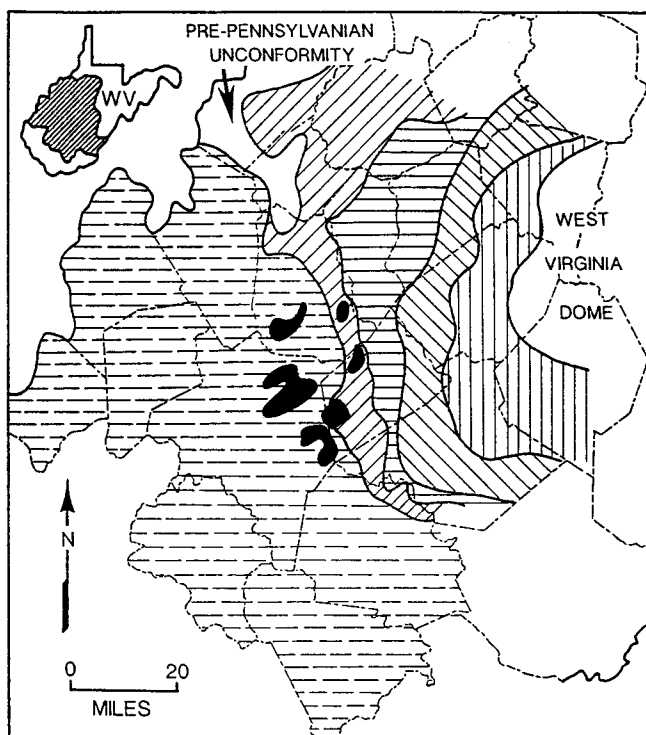 PRE-PENNSYLVANIAN
UNCONFORMITY
WV
WEST
VIRGINIA
DOME
N
0 20
MILES